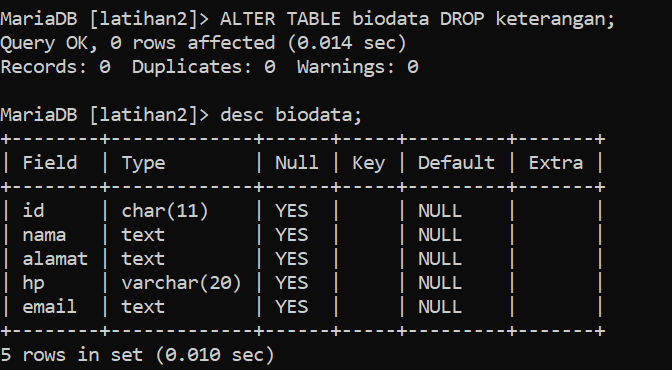 MariaDB [latihan2]> ALTER TABLE biodata DROP keterangan;
Query OK, 0 rows affected (0.014 sec)
Records: 0  Duplicates: 0  Warnings: 0

MariaDB [latihan2]> desc biodata;
+--------+-------------+------+-----+---------+-------+
| Field  | Type        | Null | Key | Default | Extra |
+--------+-------------+------+-----+---------+-------+
| id     | char(11)    | YES  |     | NULL    |       |
| nama   | text        | YES  |     | NULL    |       |
| alamat | text        | YES  |     | NULL    |       |
| hp     | varchar(20) | YES  |     | NULL    |       |
| email  | text        | YES  |     | NULL    |       |
+--------+-------------+------+-----+---------+-------+
5 rows in set (0.010 sec)